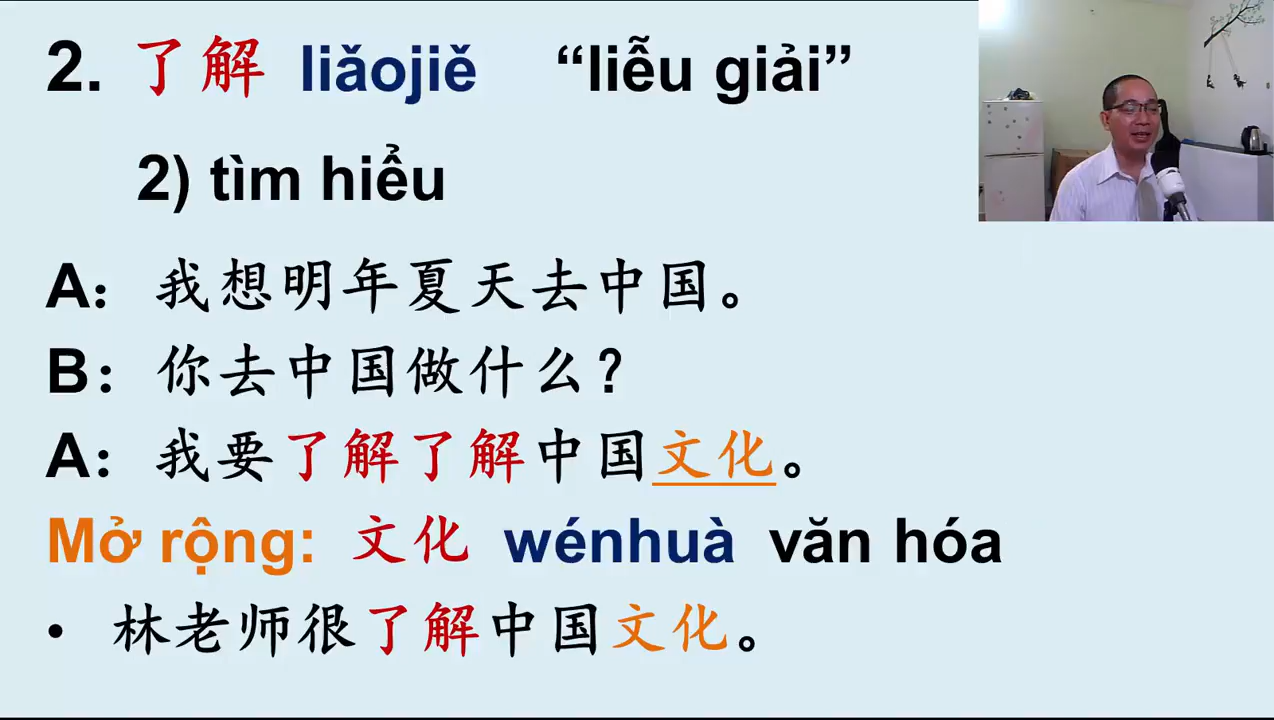 2. 了解 liǎojiě “liễu giải”
2) tìm hiểu
A：我想明年夏天去中国。
B：你去中国做什么？
A：我要了解了解中国文化。
Mở rộng: 文化 wénhuà văn hóa
• 林老师很了解中国文化。